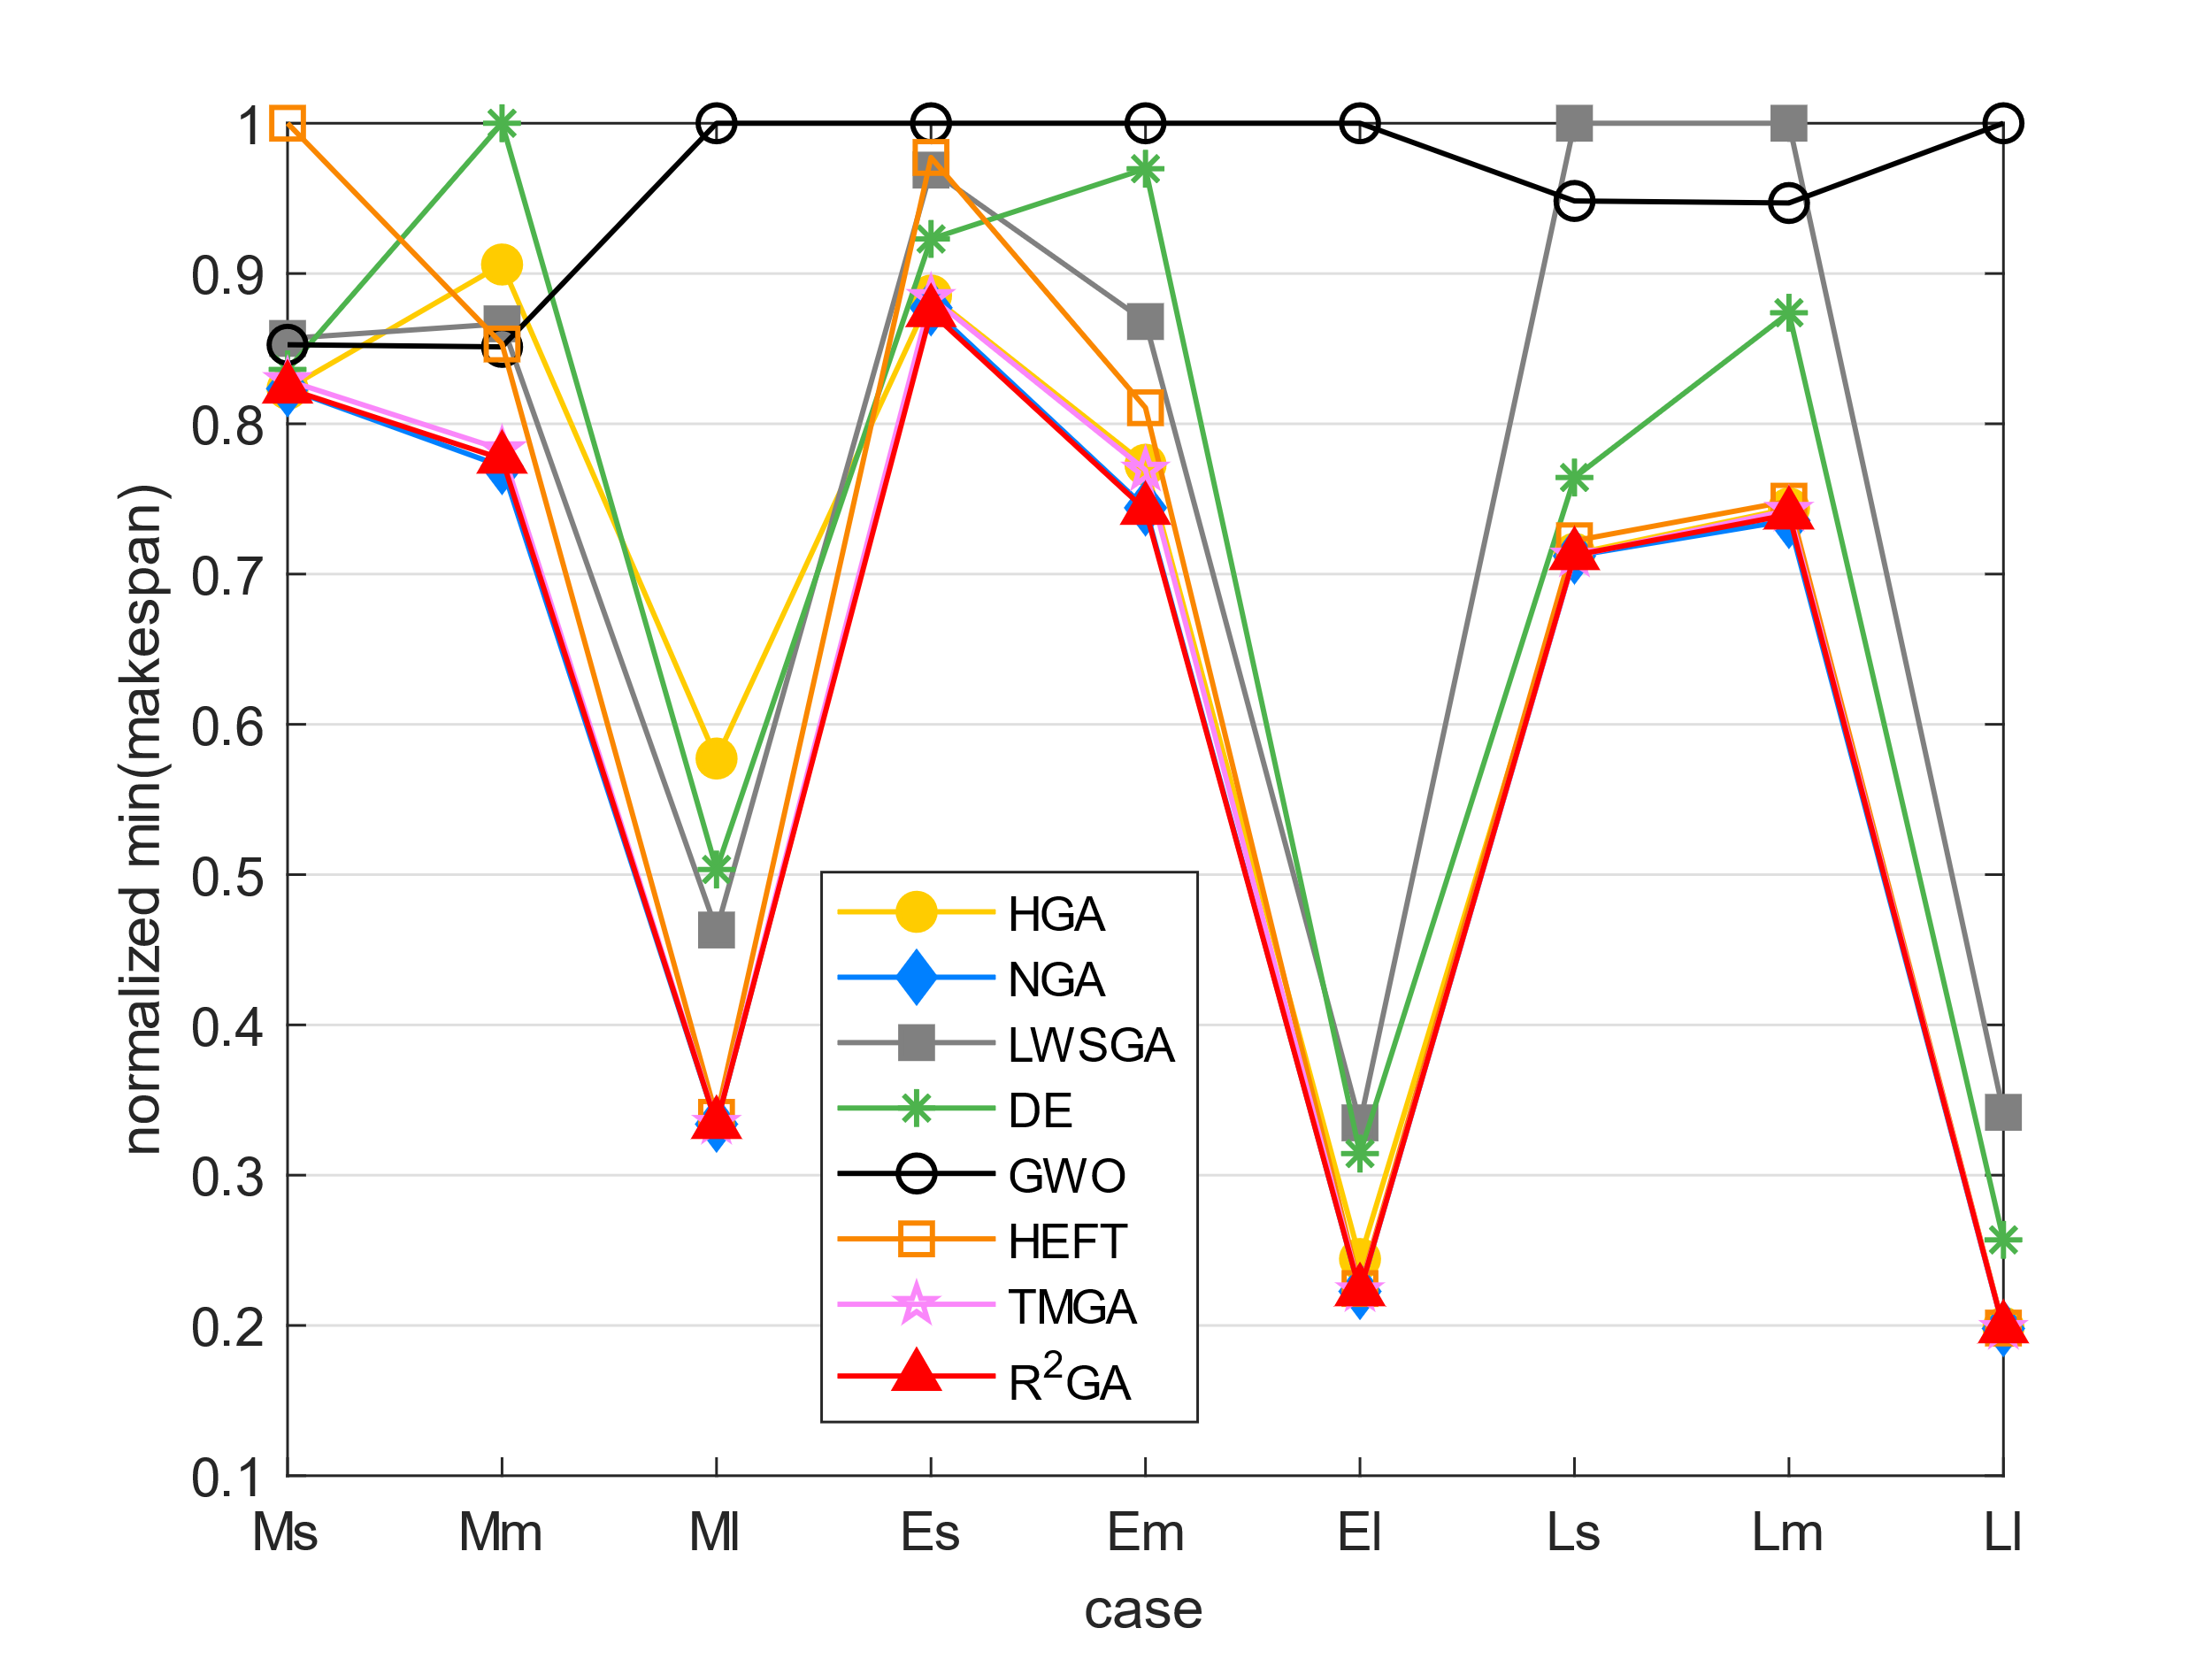 1
0.9
0.8
0.7
0.6
0.5
0.4
0.3
0.2
0.1
normalized min(makespan)
HGA
NGA
LWSGA
DE
GWO
HEFT
TMGA
R²GA
Ms Mm Ml Es Em El Ls Lm Ll
case